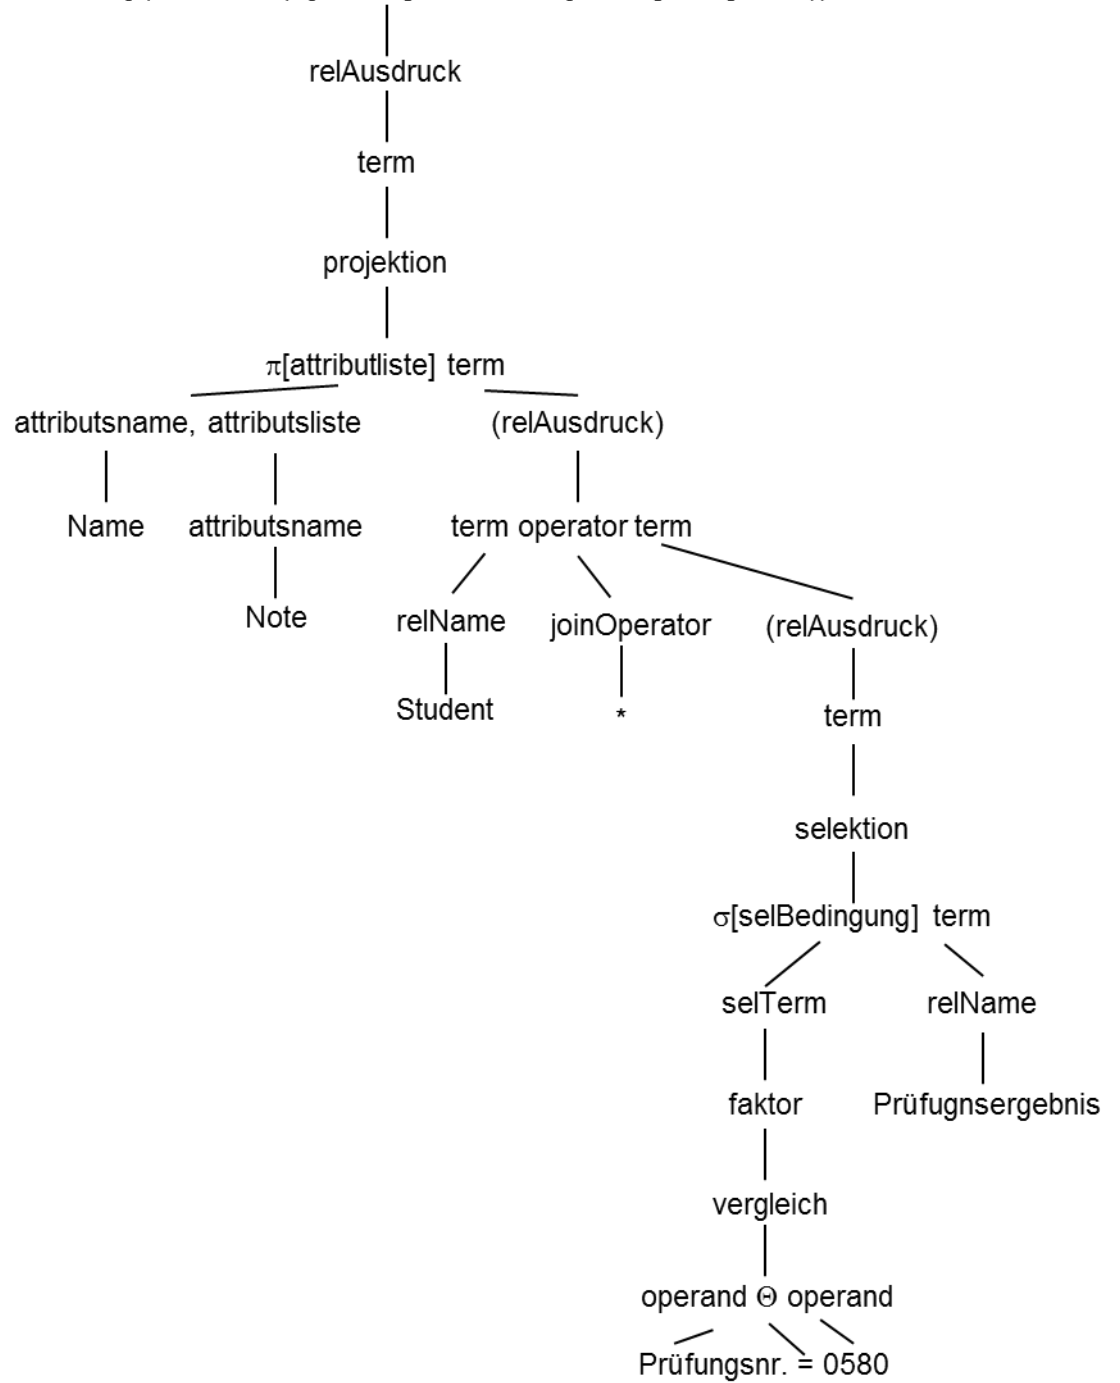 relAusdruck
term
projektion
π[attributliste] term
attributsname, attributsliste (relAusdruck)
Name attributsname term operator term
Note relName joinOperator (relAusdruck)
Student * term
selektion
σ[selBedingung] term
selTerm relName
faktor Prüfugnsergebnis
vergleich
operand Θ operand
Prüfungsnr. = 0580